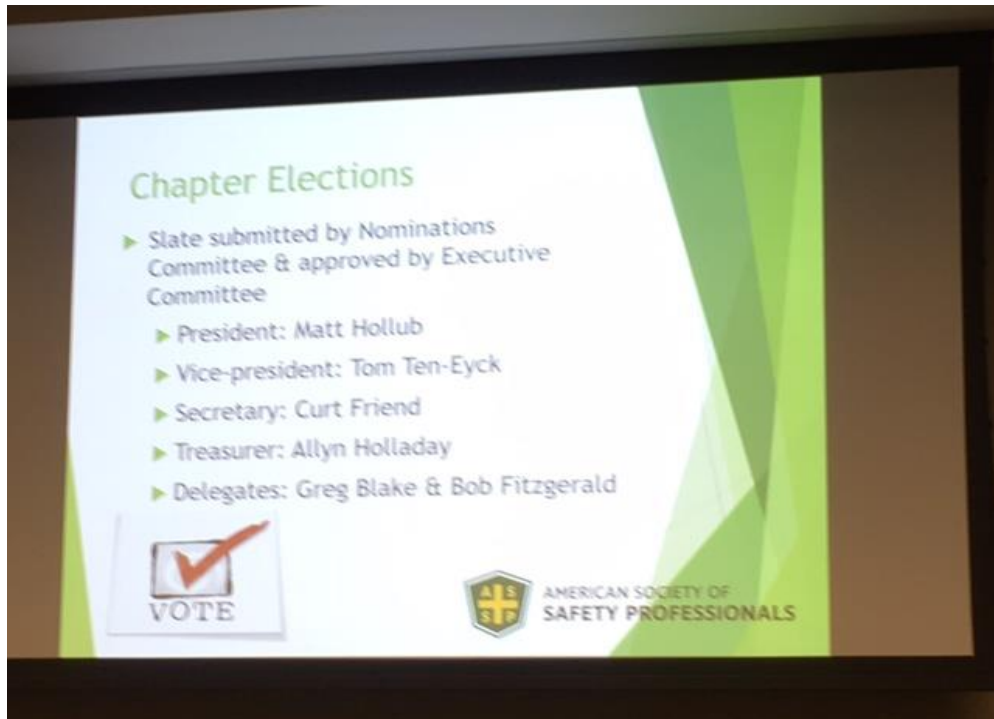 Chapter Elections
Slate submitted by Nominations
Committee & approved by Executive
Committee
President: Matt Hollub
Vice-president: Tom Ten-Eyck
Secretary: Curt Friend
Treasurer: Allyn Holladay
Delegates: Greg Blake & Bob Fitzgerald
VOTE
A S
S P
AMERICAN SOCIETY OF
SAFETY PROFESSIONALS